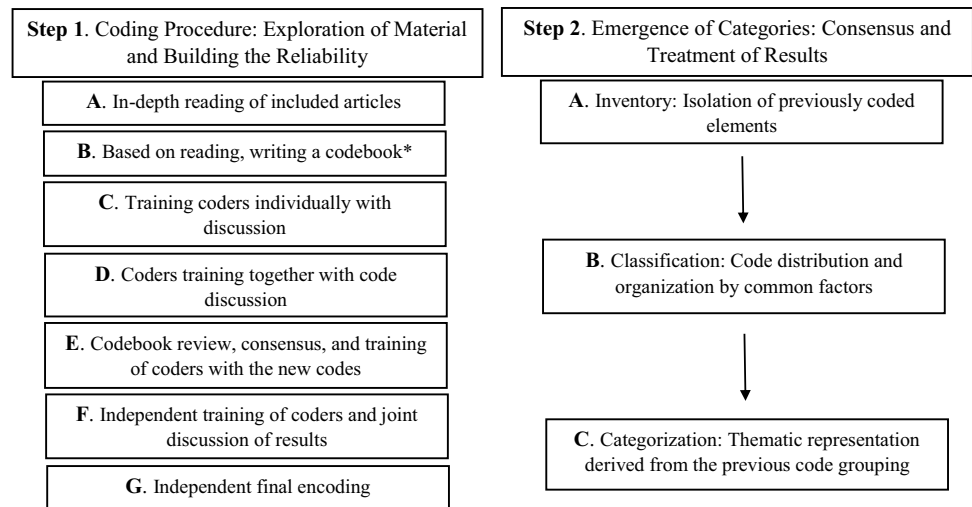 Step 1. Coding Procedure: Exploration of Material
and Building the Reliability
A. In-depth reading of included articles
B. Based on reading, writing a codebook*
C. Training coders individually with
discussion
D. Coders training together with code
discussion
E. Codebook review, consensus, and training
of coders with the new codes
F. Independent training of coders and joint
discussion of results
G. Independent final encoding
Step 2. Emergence of Categories: Consensus and
Treatment of Results
A. Inventory: Isolation of previously coded
elements
B. Classification: Code distribution and
organization by common factors
C. Categorization: Thematic representation
derived from the previous code grouping